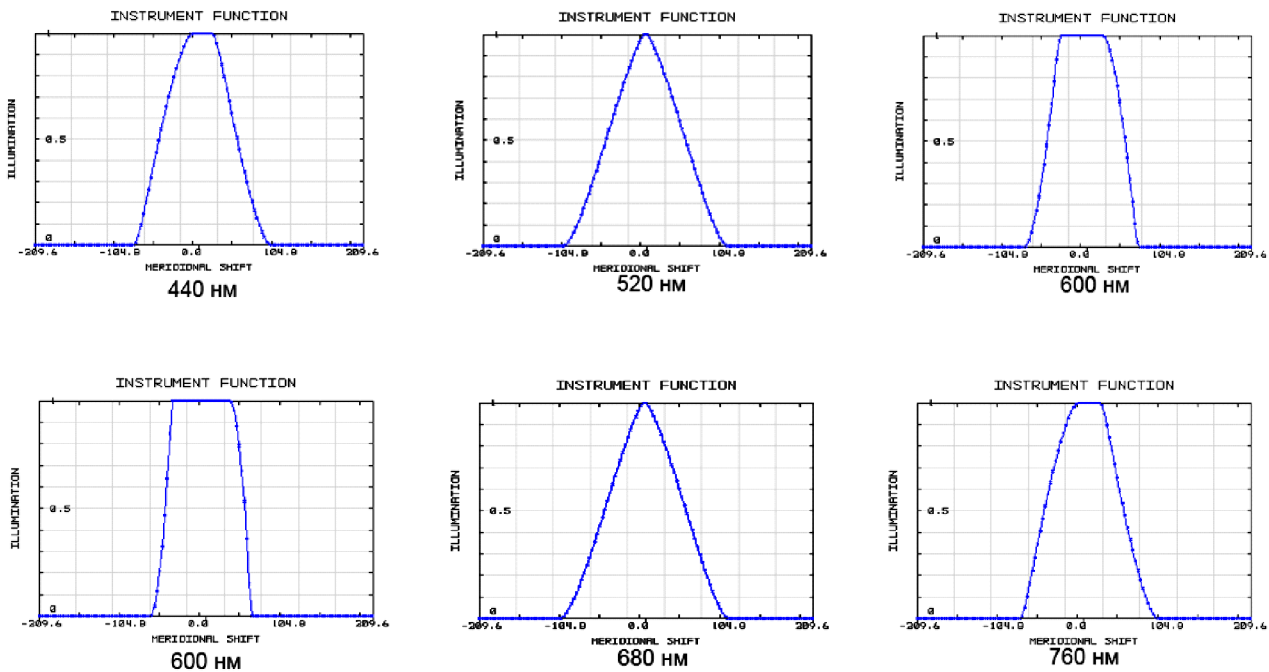 INSTRUMENT FUNCTION
ILLUMINATION
1
0.5
0
-209.6 -104.8 0.0 104.8 209.6
MERIDIONAL SHIFT
440 нм
INSTRUMENT FUNCTION
ILLUMINATION
1
0.5
0
-209.6 -104.8 0.0 104.8 209.6
MERIDIONAL SHIFT
520 нм
INSTRUMENT FUNCTION
ILLUMINATION
1
0.5
0
-209.6 -104.8 0.0 104.8 209.6
MERIDIONAL SHIFT
600 нм
INSTRUMENT FUNCTION
ILLUMINATION
1
0.5
0
-209.6 -104.8 0.0 104.8 209.6
MERIDIONAL SHIFT
600 нм
INSTRUMENT FUNCTION
ILLUMINATION
1
0.5
0
-209.6 -104.8 0.0 104.8 209.6
MERIDIONAL SHIFT
680 нм
INSTRUMENT FUNCTION
ILLUMINATION
1
0.5
0
-209.6 -104.8 0.0 104.8 209.6
MERIDIONAL SHIFT
760 нм